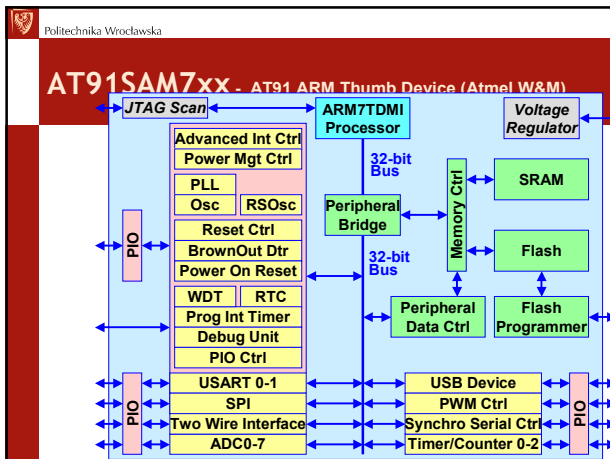 Politechnika Wrocławska
AT91SAM7xx - AT91 ARM Thumb Device (Atmel W&M)
JTAG Scan
ARM7TDMI
Processor
Voltage
Regulator
Advanced Int Ctrl
Power Mgt Ctrl
PLL
Osc
RSOsc
Reset Ctrl
BrownOut Dtr
Power On Reset
WDT
RTC
Prog Int Timer
Debug Unit
PIO Ctrl
PIO
32-bit
Bus
Peripheral
Bridge
32-bit
Bus
Memory Ctrl
SRAM
Flash
Peripheral
Data Ctrl
Flash
Programmer
PIO
USART 0-1
SPI
Two Wire Interface
ADC0-7
USB Device
PWM Ctrl
Synchro Serial Ctrl
Timer/Counter 0-2
PIO